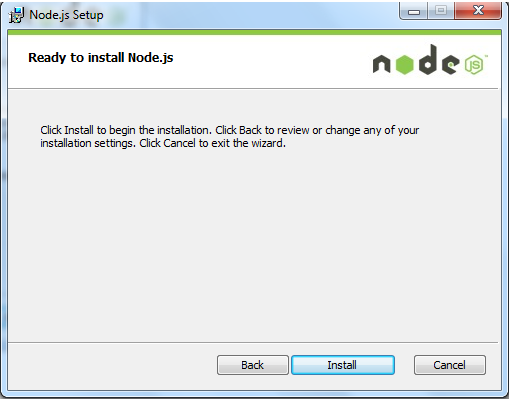 Node.js Setup
Ready to install Node.js
node JS
Click Install to begin the installation. Click Back to review or change any of your
installation settings. Click Cancel to exit the wizard.
Back
Install
Cancel